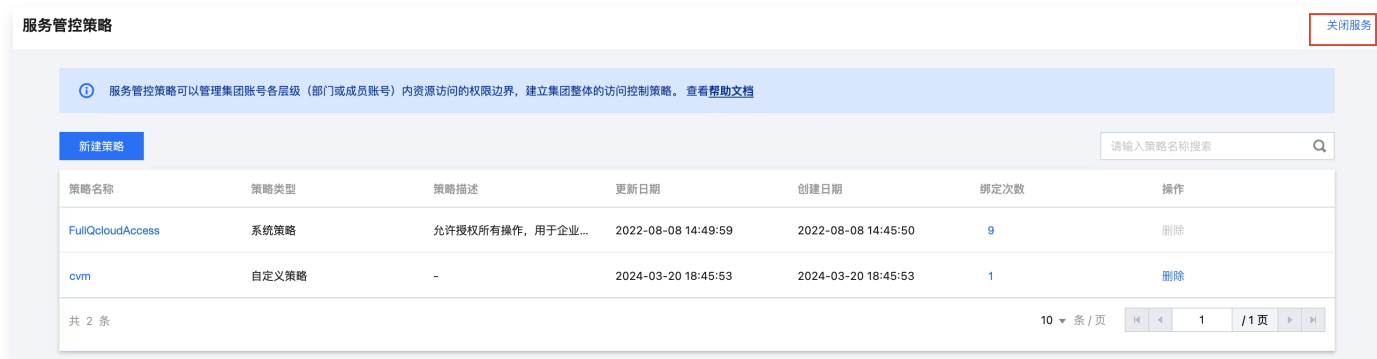 服务管控策略
关闭服务
服务管控策略可以管理集团账号各层级（部门或成员账号）内资源访问的权限边界，建立集团整体的访问控制策略。 查看帮助文档
新建策略
请输入策略名称搜索
策略名称 策略类型 策略描述 更新日期 创建日期 绑定次数 操作
FullQcloudAccess 系统策略 允许授权所有操作，用于企业... 2022-08-08 14:49:59 2022-08-08 14:45:50 9 删除
cvm 自定义策略 - 2024-03-20 18:45:53 2024-03-20 18:45:53 1 删除
共 2 条 10 条 / 页 1 / 1 页